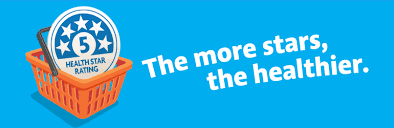 5
HEALTH STAR
RATING
The more stars,
the healthier.